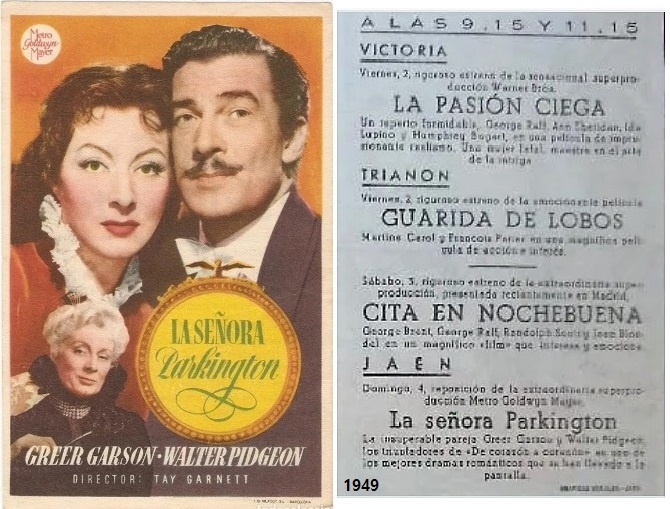 Metro
Goldwyn
Mayer
LA SEÑORA
Parkington
GREER GARSON · WALTER PIDGEON
DIRECTOR: TAY GARNETT
A LAS 9,15 Y 11,15
VICTORIA
Viernes, 2, riguroso estreno de la sensacional superpro-
ducción Warner Bros.
LA PASIÓN CIEGA
Un reparto formidable, George Raft, Ann Sheridan, Ida
Lupino y Humphrey Bogart, en una película de impre-
sionante realismo. Una mujer fatal, maestra en el arte
de la intriga
TRIANON
Viernes, 2, riguroso estreno de la emocionante película
GUARIDA DE LOBOS
Martine Carol y Francois Perier en una magnífica pelí-
cula de acción e interés.
Sábado, 3, riguroso estreno de la extraordinaria super-
producción, presentada recientemente en Madrid,
CITA EN NOCHEBUENA
George Brent, George Raft, Randolph Scott y Joan Blon-
del en un magnífico «film» que interesa y emociona
JAEN
Domingo, 4, reposición de la extraordinaria superpro-
ducción Metro Goldwyn Mayer,
La señora Parkington
La insuperable pareja Greer Garson y Walter Pidgeon,
los triunfadores de «De corazón a corazón» en uno de
los mejores dramas románticos que se han llevado a la
pantalla.
1949